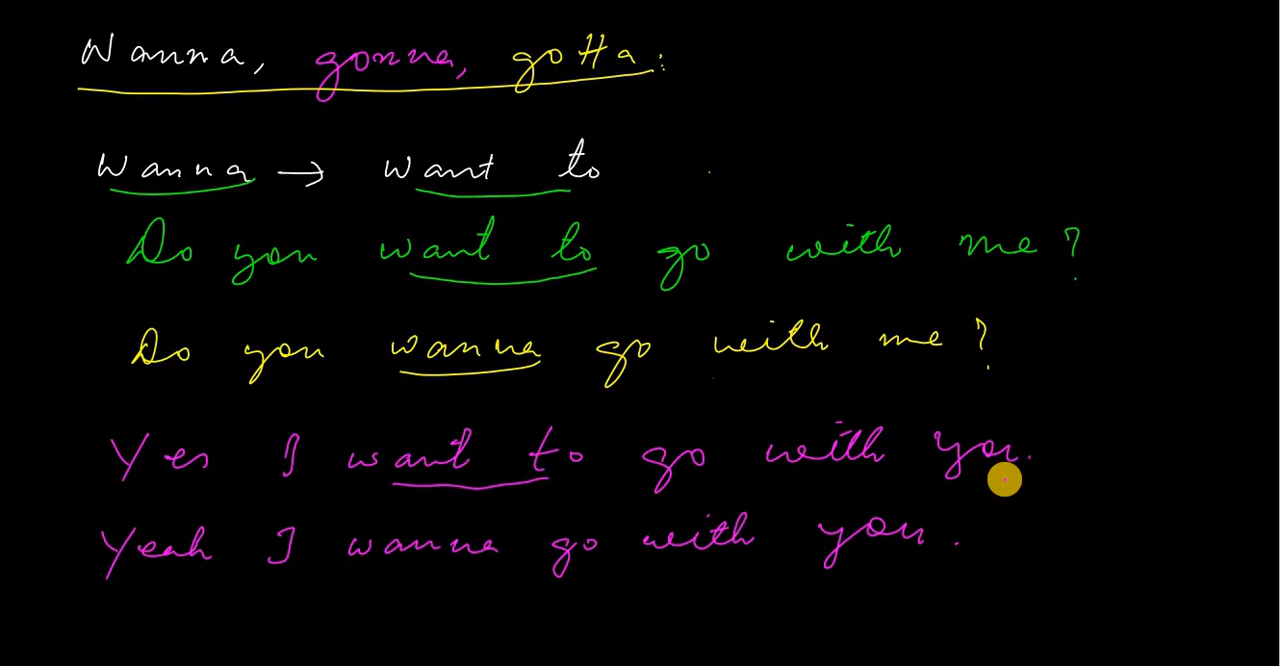 Wanna, gonna, gotta :
Wanna → want to
Do you want to go with me?
Do you wanna go with me?
Yes I want to go with you.
Yeah I wanna go with you.